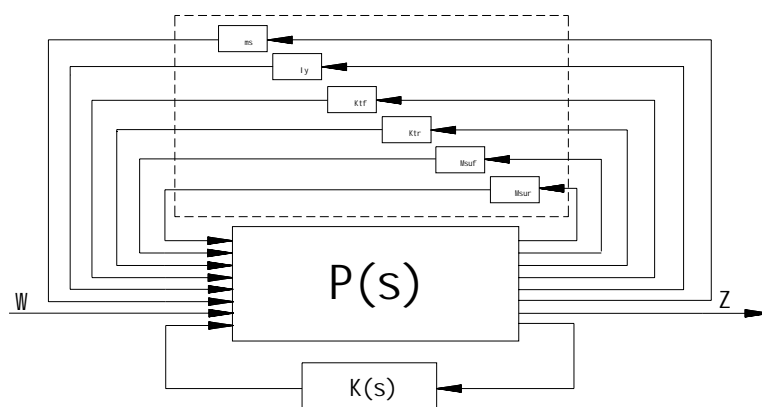 ms
Iy
Ktf
Ktr
Msuf
Msur
P(s)
W
Z
K(s)